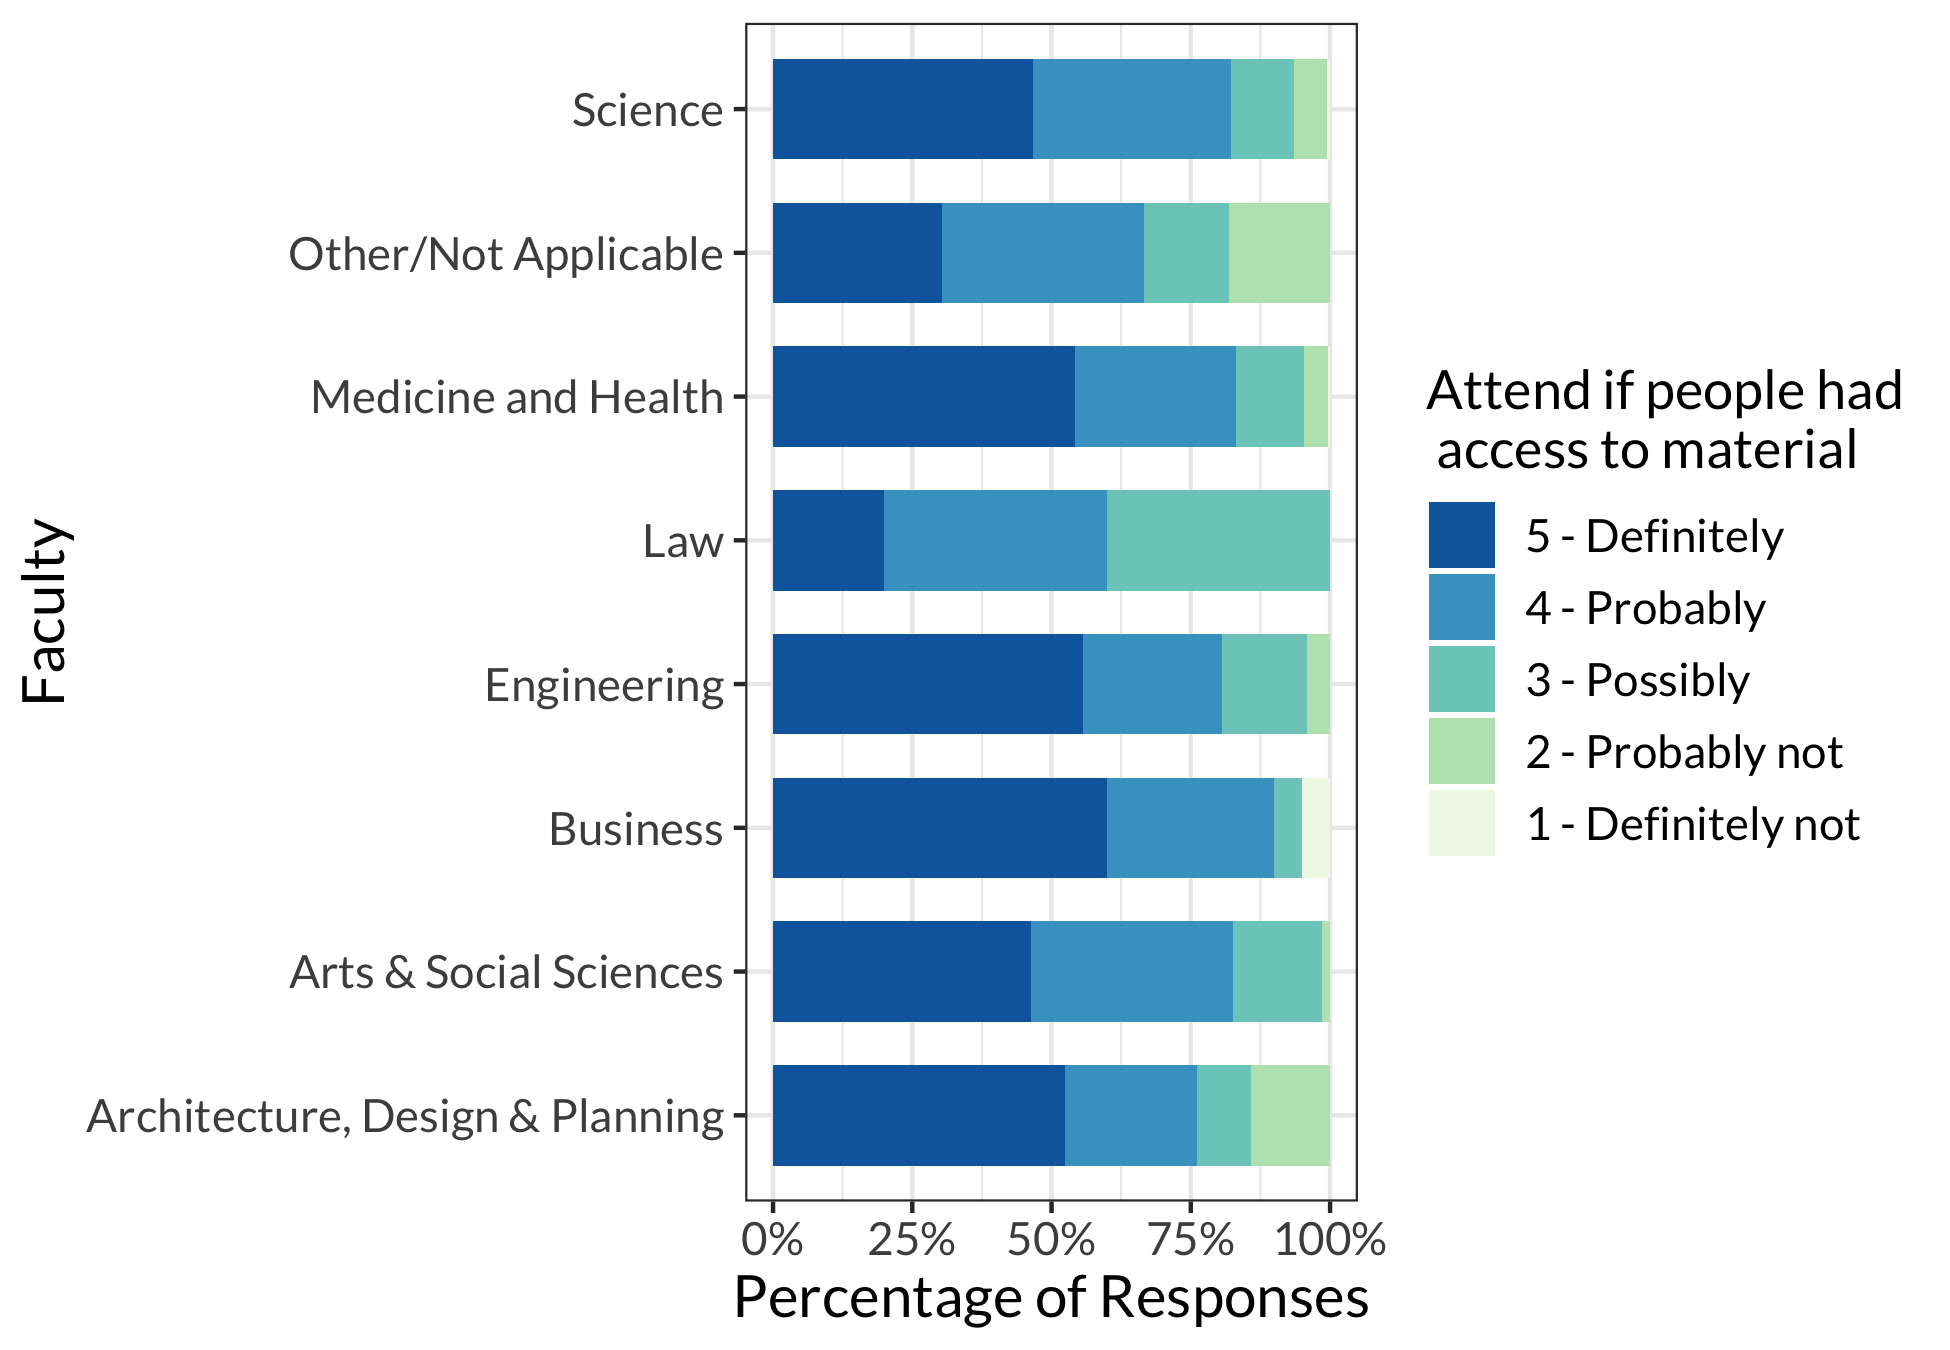 Science
Other/Not Applicable
Medicine and Health
Law
Engineering
Business
Arts & Social Sciences
Architecture, Design & Planning
Faculty
0% 25% 50% 75% 100%
Percentage of Responses
Attend if people had
access to material
5 - Definitely
4 - Probably
3 - Possibly
2 - Probably not
1 - Definitely not